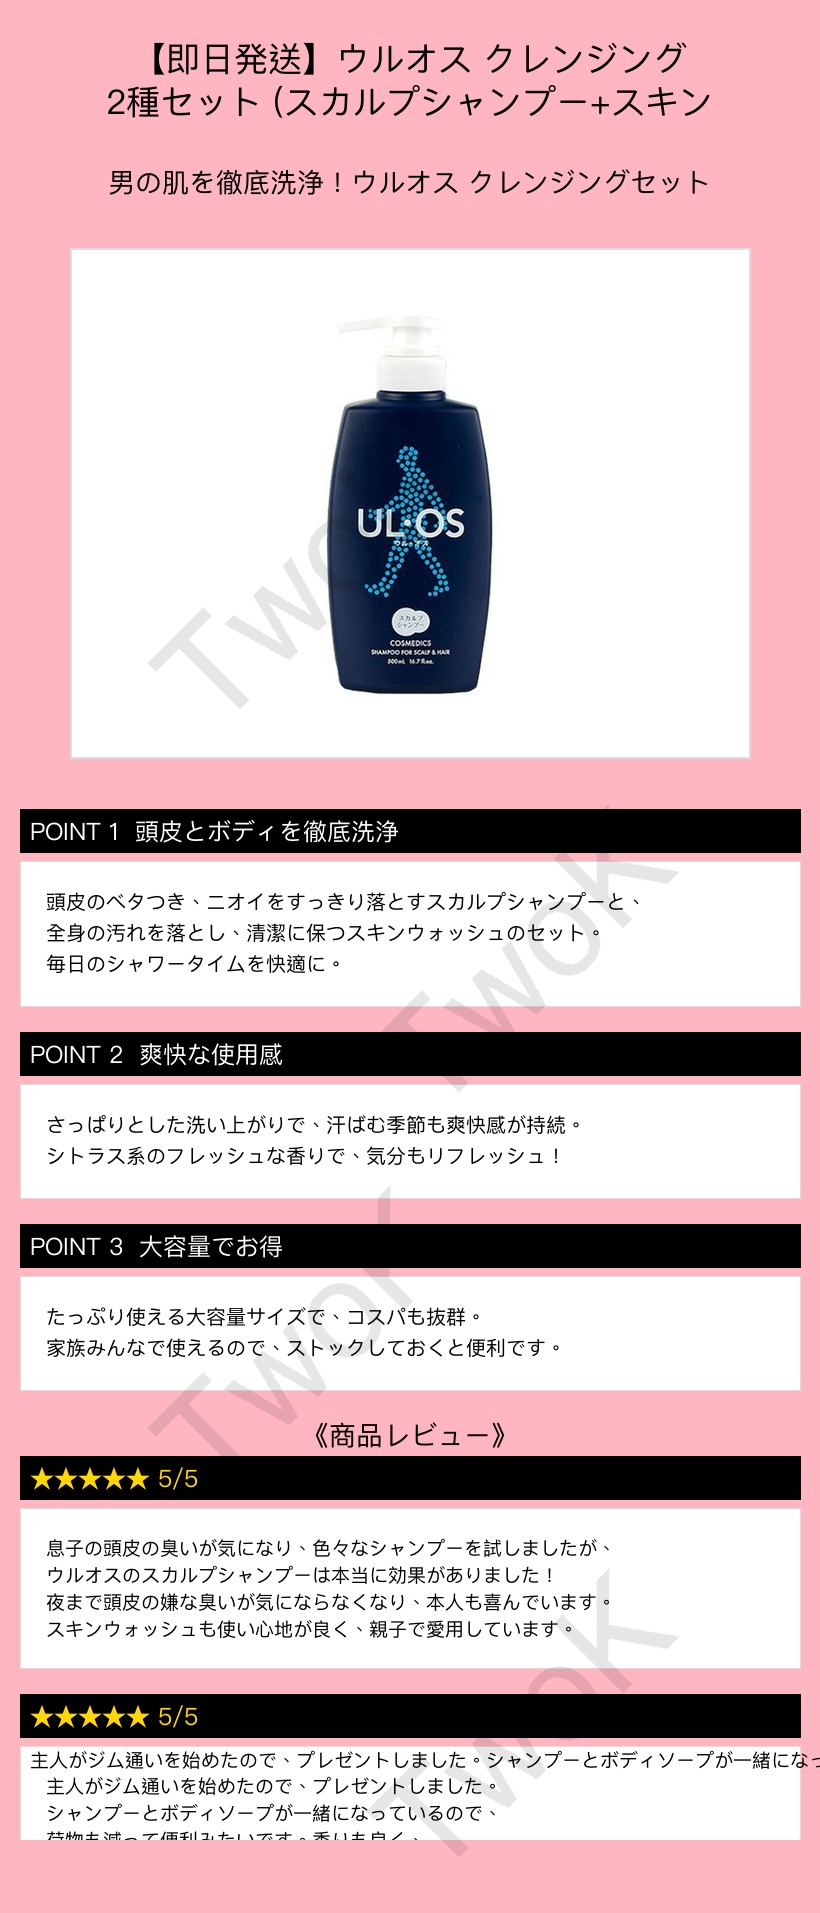 【即日発送】ウルオス クレンジング
2種セット (スカルプシャンプー+スキン
男の肌を徹底洗浄！ウルオス クレンジングセット
UL·OS
ウル・オス
スカルプ
シャンプー
COSMEDICS
SHAMPOO FOR SCALP & HAIR
500mL 16.7 fl.oz.
TwoK
POINT 1 頭皮とボディを徹底洗浄
頭皮のベタつき、ニオイをすっきり落とすスカルプシャンプーと、
全身の汚れを落とし、清潔に保つスキンウォッシュのセット。
毎日のシャワータイムを快適に。
TwoK
POINT 2 爽快な使用感
さっぱりとした洗い上がりで、汗ばむ季節も爽快感が持続。
シトラス系のフレッシュな香りで、気分もリフレッシュ！
POINT 3 大容量でお得
たっぷり使える大容量サイズで、コスパも抜群。
家族みんなで使えるので、ストックしておくと便利です。
TwoK
《商品レビュー》
★★★★★ 5/5
息子の頭皮の臭いが気になり、色々なシャンプーを試しましたが、
ウルオスのスカルプシャンプーは本当に効果がありました！
夜まで頭皮の嫌な臭いが気にならなくなり、本人も喜んでいます。
スキンウォッシュも使い心地が良く、親子で愛用しています。
TwoK
★★★★★ 5/5
主人がジム通いを始めたので、プレゼントしました。シャンプーとボディソープが一緒になっ
主人がジム通いを始めたので、プレゼントしました。
シャンプーとボディソープが一緒になっているので、
荷物も減って便利みたいです。香りも良く、